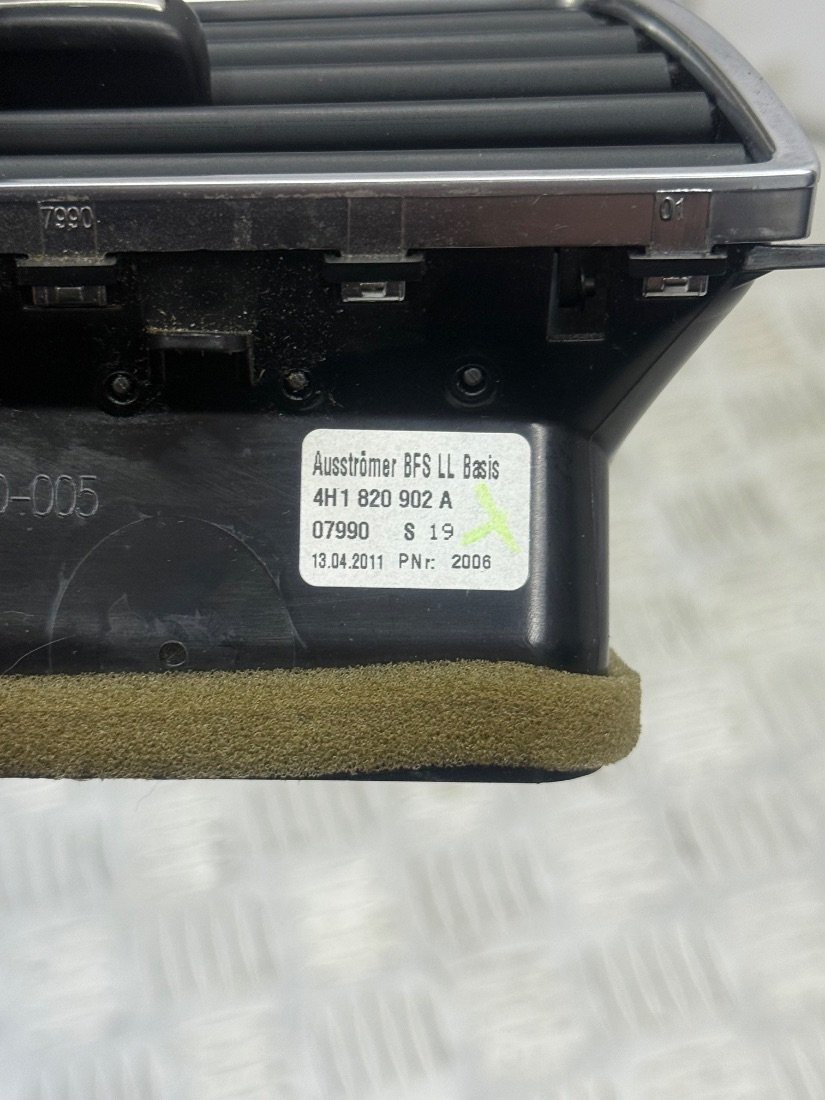 7990
01
0-005
Ausströmer BFS LL Basis
4H1 820 902 A
07990 S 19
13.04.2011 PNr: 2006